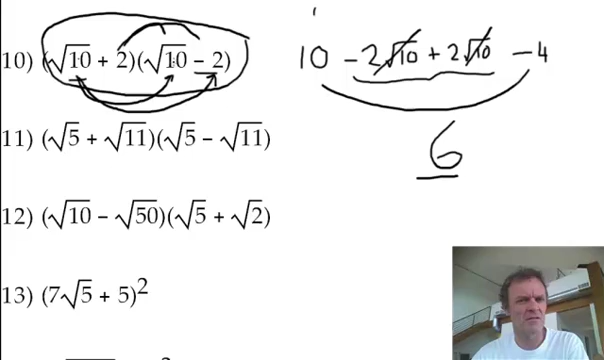 10) (√10 + 2)(√10 − 2) 10 − 2√10 + 2√10 − 4
6
11) (√5 + √11)(√5 − √11)
12) (√10 − √50)(√5 + √2)
13) (7√5 + 5)²